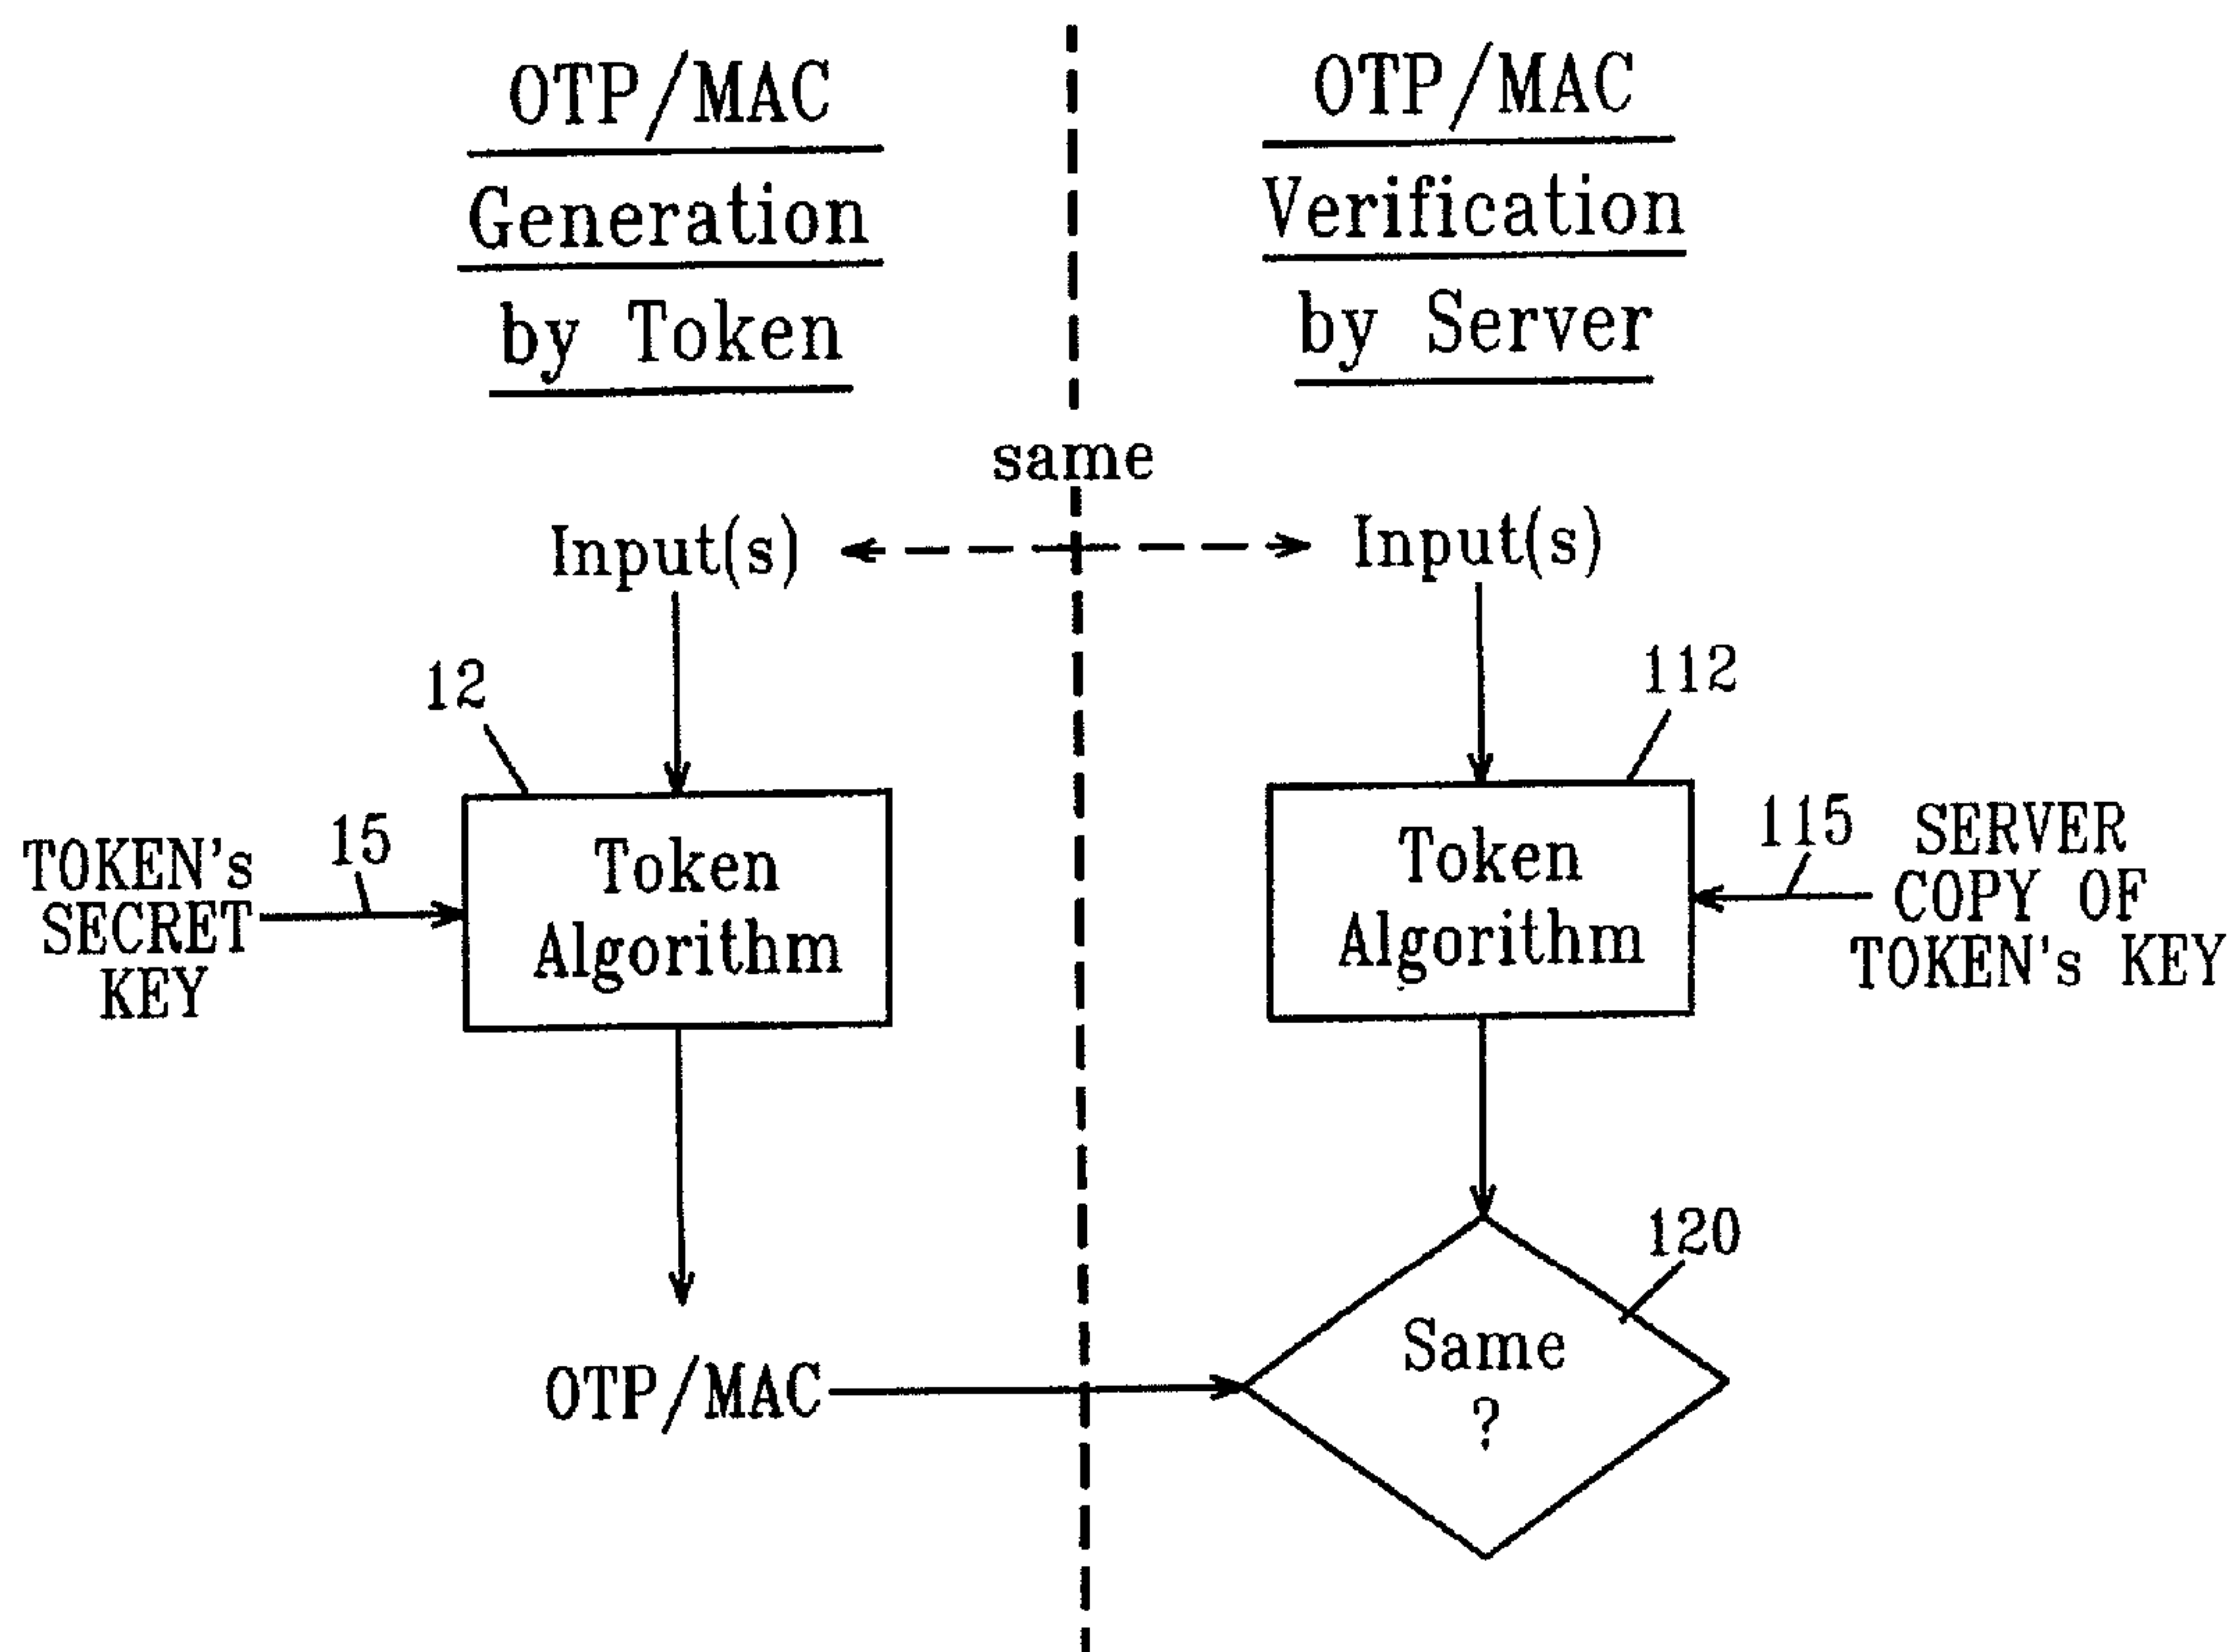 OTP/MAC
Generation
by Token
OTP/MAC
Verification
by Server
same
Input(s)
Input(s)
12
112
15
TOKEN's
SECRET
KEY
Token
Algorithm
Token
Algorithm
115
SERVER
COPY OF
TOKEN's KEY
120
Same
?
OTP/MAC